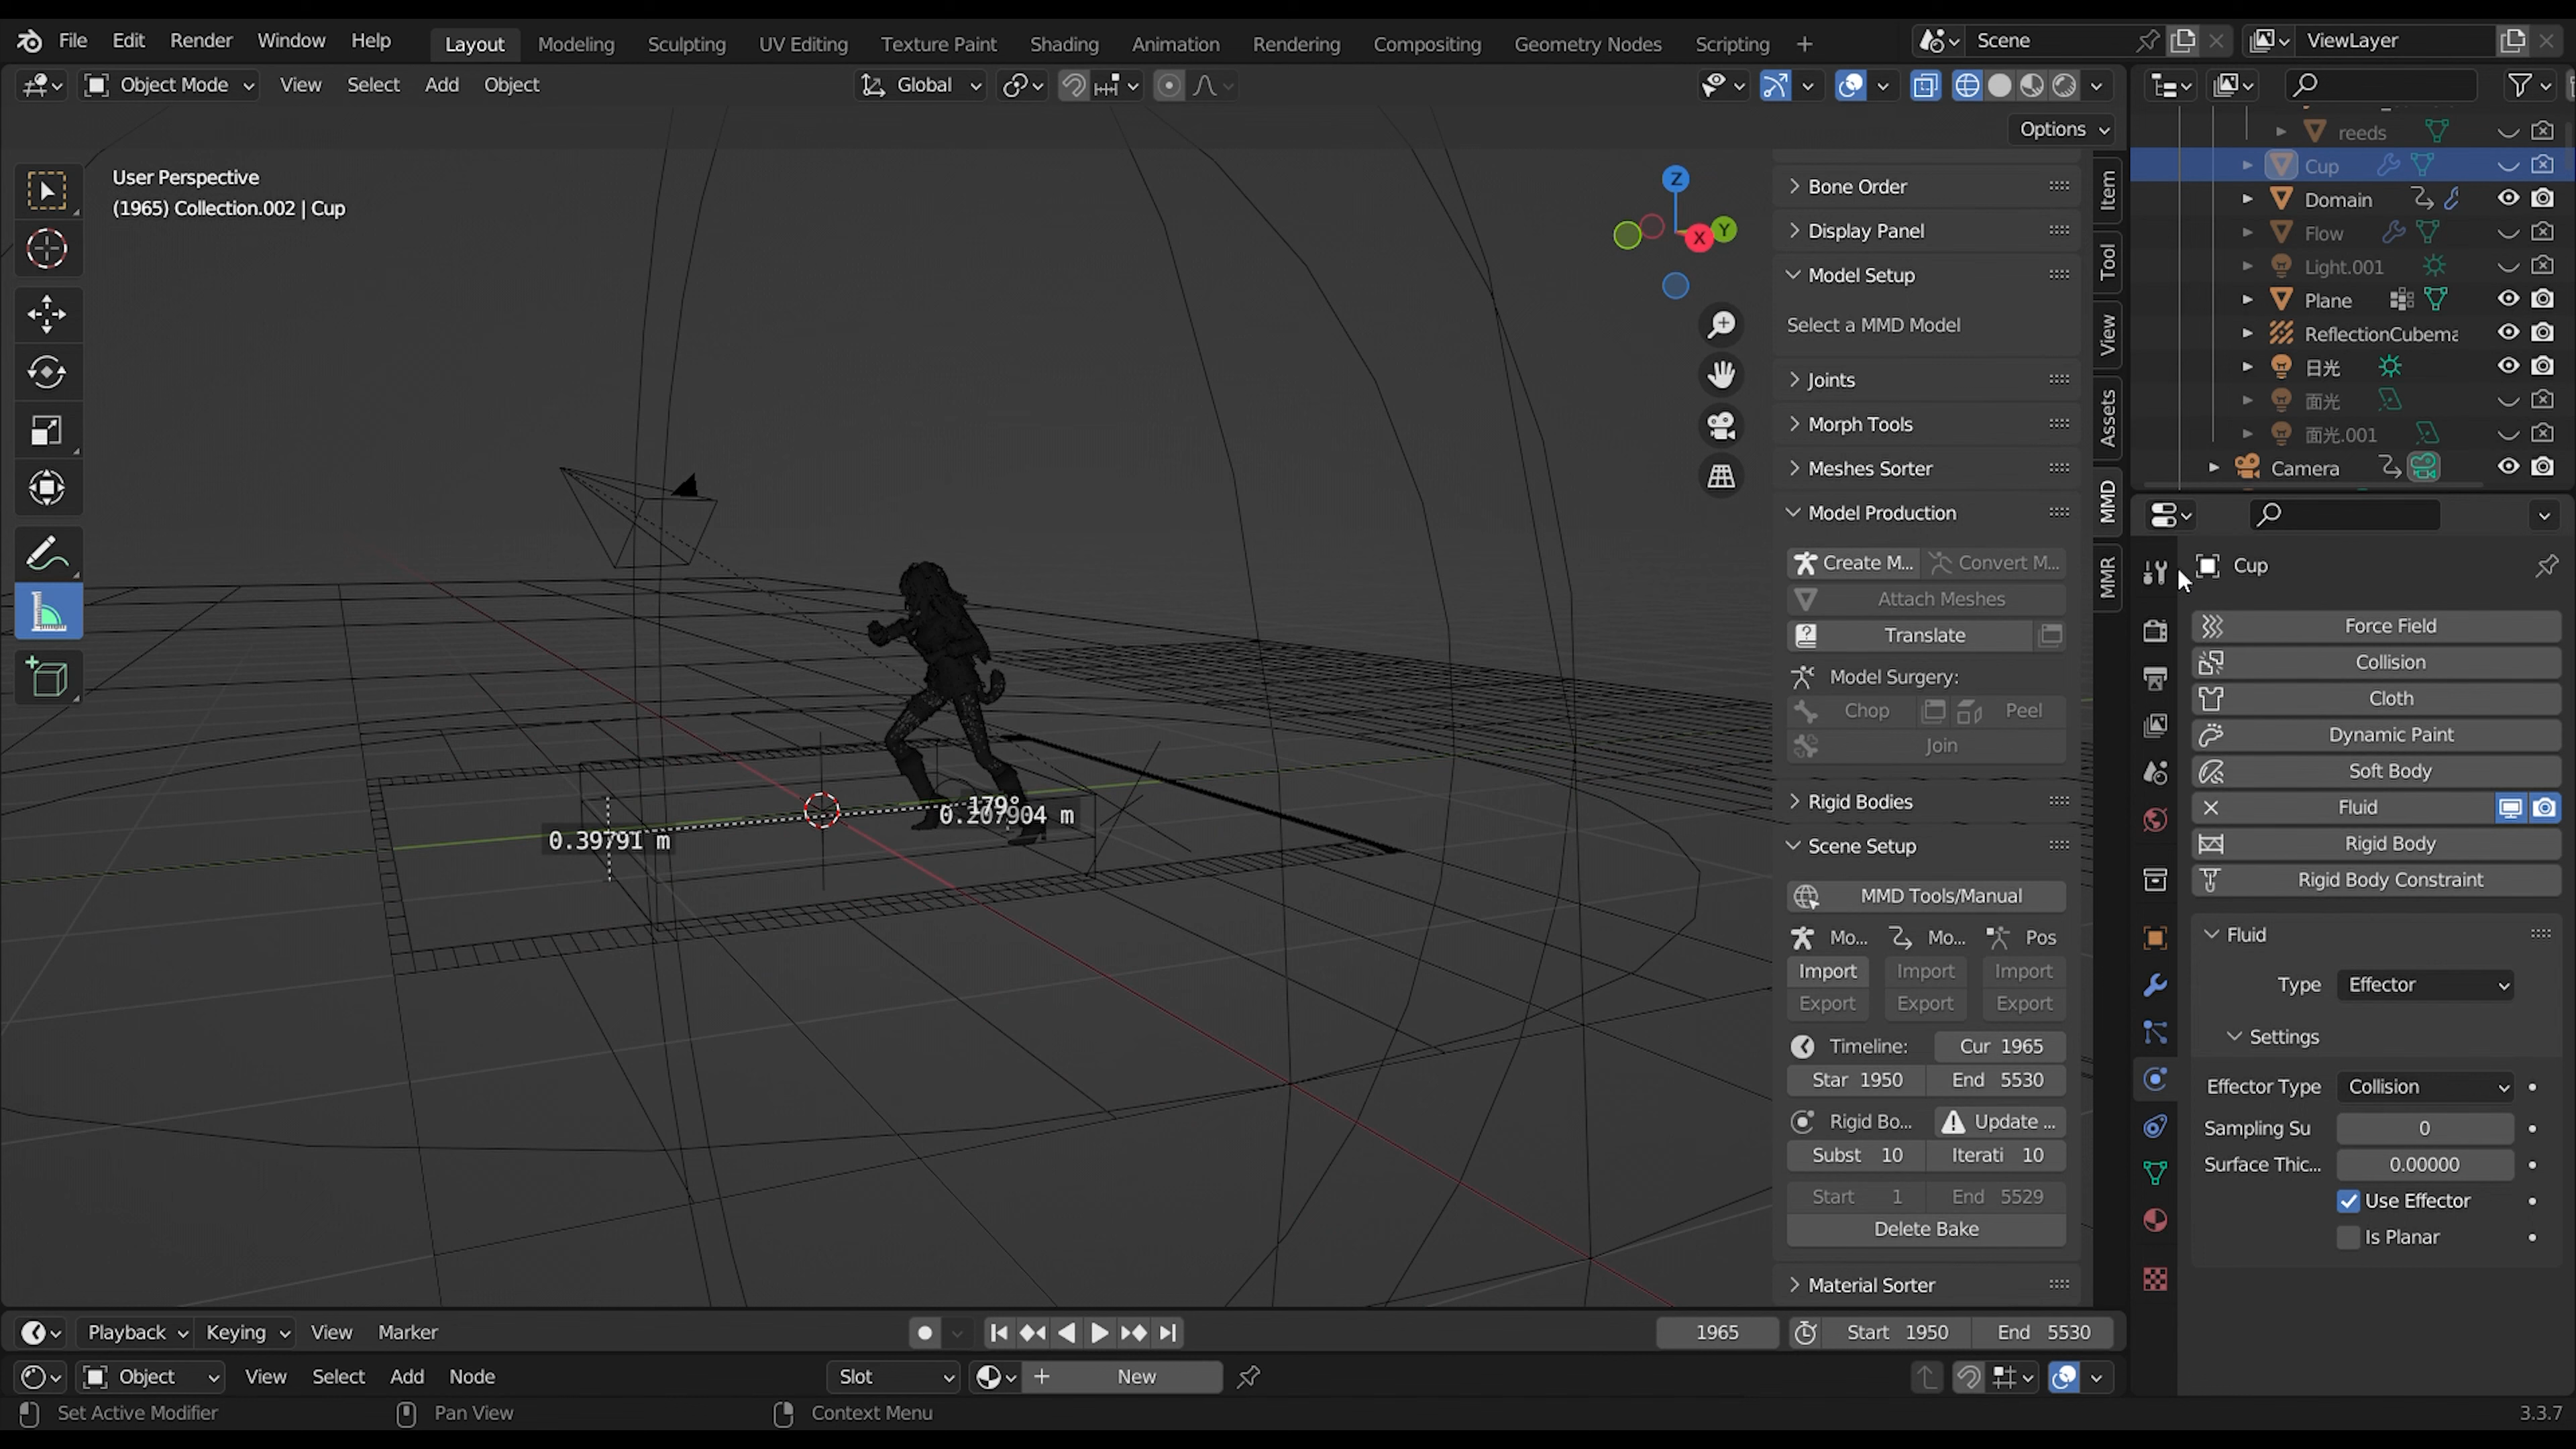 File Edit Render Window Help Layout Modeling Sculpting UV Editing Texture Paint Shading Animation Rendering Compositing Geometry Nodes Scripting + Scene ViewLayer
Object Mode View Select Add Object Global
Options
User Perspective
(1965) Collection.002 | Cup
Z
Y
X
0.39791 m
179°
0.207904 m
Bone Order
Display Panel
Model Setup
Select a MMD Model
Joints
Morph Tools
Meshes Sorter
Model Production
Create M... Convert M...
Attach Meshes
Translate
Model Surgery:
Chop Peel
Join
Rigid Bodies
Scene Setup
MMD Tools/Manual
Mo... Mo... Pos
Import Import Import
Export Export Export
Timeline: Cur 1965
Star 1950 End 5530
Rigid Bo... Update ...
Subst 10 Iterati 10
Start 1 End 5529
Delete Bake
Material Sorter
Item
Tool
View
Assets
MMD
MMR
reeds
Cup
Domain
Flow
Light.001
Plane
ReflectionCubema
日光
面光
面光.001
Camera
Cup
Force Field
Collision
Cloth
Dynamic Paint
Soft Body
Fluid
Rigid Body
Rigid Body Constraint
Fluid
Type Effector
Settings
Effector Type Collision
Sampling Su 0
Surface Thic... 0.00000
Use Effector
Is Planar
Playback Keying View Marker 1965 Start 1950 End 5530
Object View Select Add Node Slot New
Set Active Modifier Pan View Context Menu 3.3.7